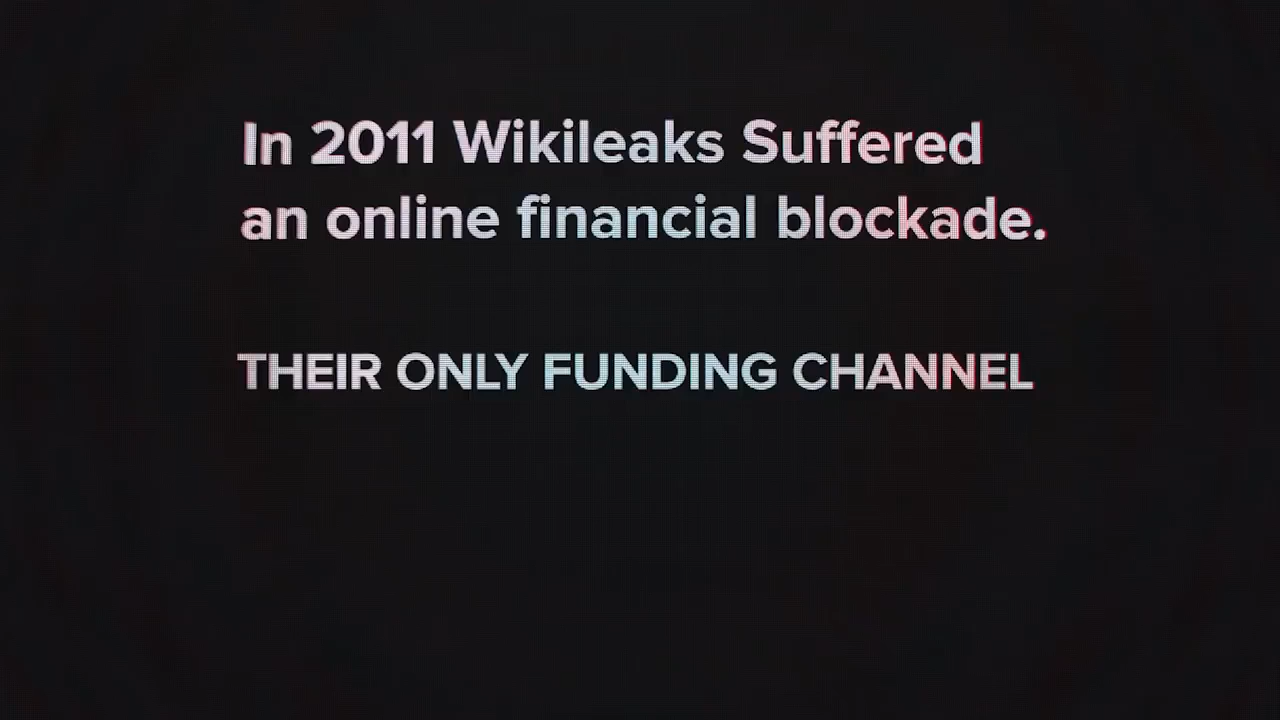 In 2011 Wikileaks Suffered
an online financial blockade.
THEIR ONLY FUNDING CHANNEL